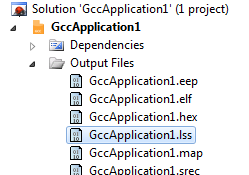 Solution 'GccApplication1' (1 project)
GccApplication1
Dependencies
Output Files
GccApplication1.eep
GccApplication1.elf
GccApplication1.hex
GccApplication1.lss
GccApplication1.map
GccApplication1.srec